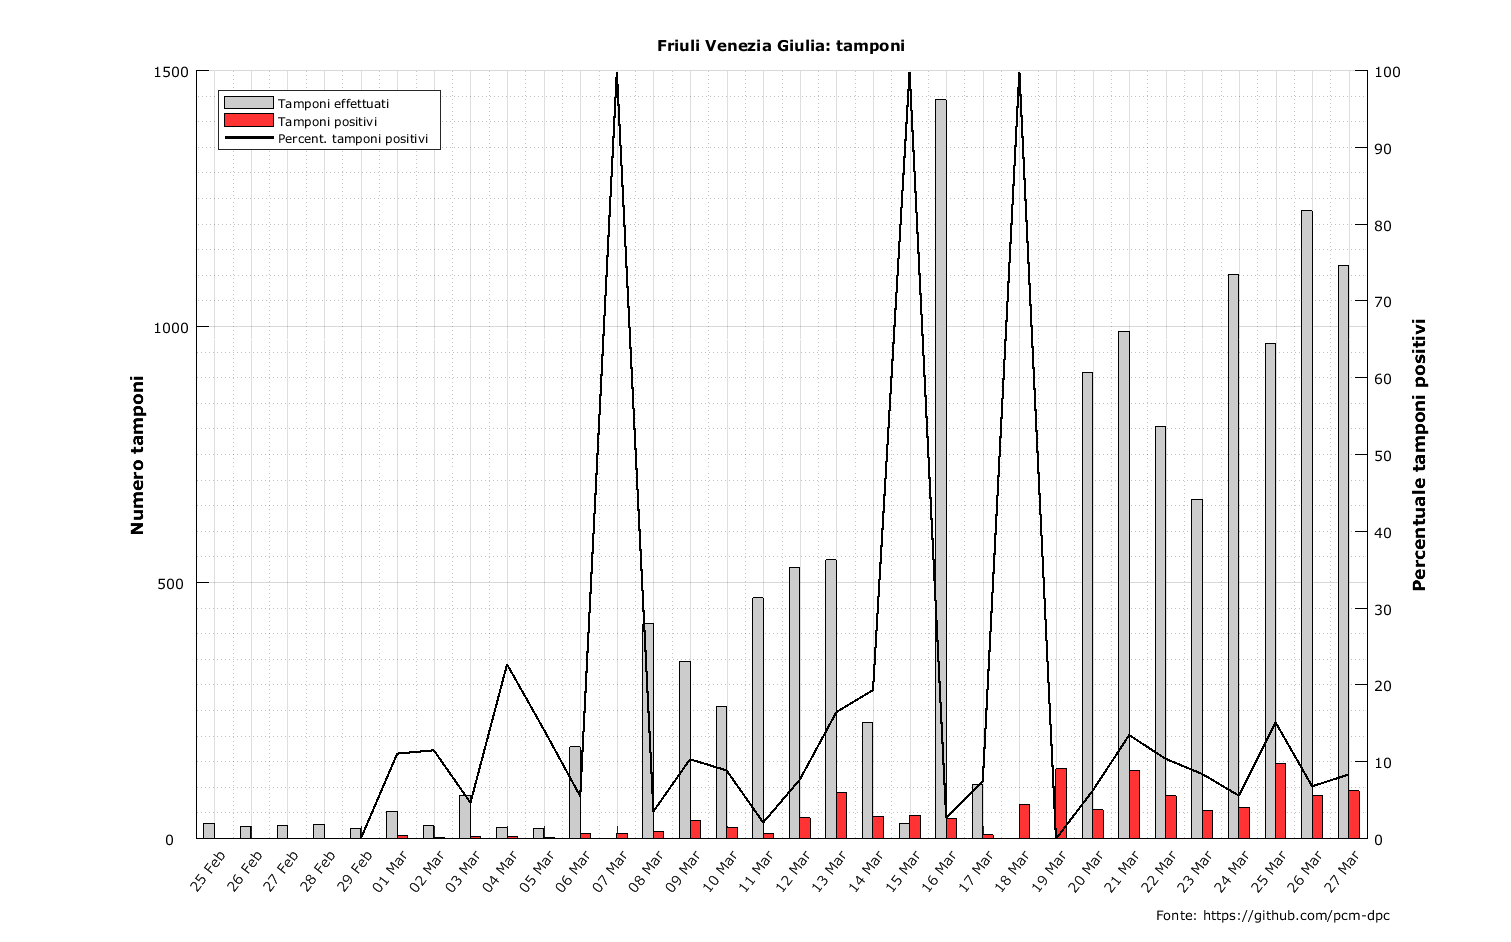 Friuli Venezia Giulia: tamponi
Tamponi effettuati
Tamponi positivi
Percent. tamponi positivi
Numero tamponi
1500
1000
500
0
100
90
80
70
60
50
40
30
20
10
0
Percentuale tamponi positivi
25 Feb
26 Feb
27 Feb
28 Feb
29 Feb
01 Mar
02 Mar
03 Mar
04 Mar
05 Mar
06 Mar
07 Mar
08 Mar
09 Mar
10 Mar
11 Mar
12 Mar
13 Mar
14 Mar
15 Mar
16 Mar
17 Mar
18 Mar
19 Mar
20 Mar
21 Mar
22 Mar
23 Mar
24 Mar
25 Mar
26 Mar
27 Mar
Fonte: https://github.com/pcm-dpc